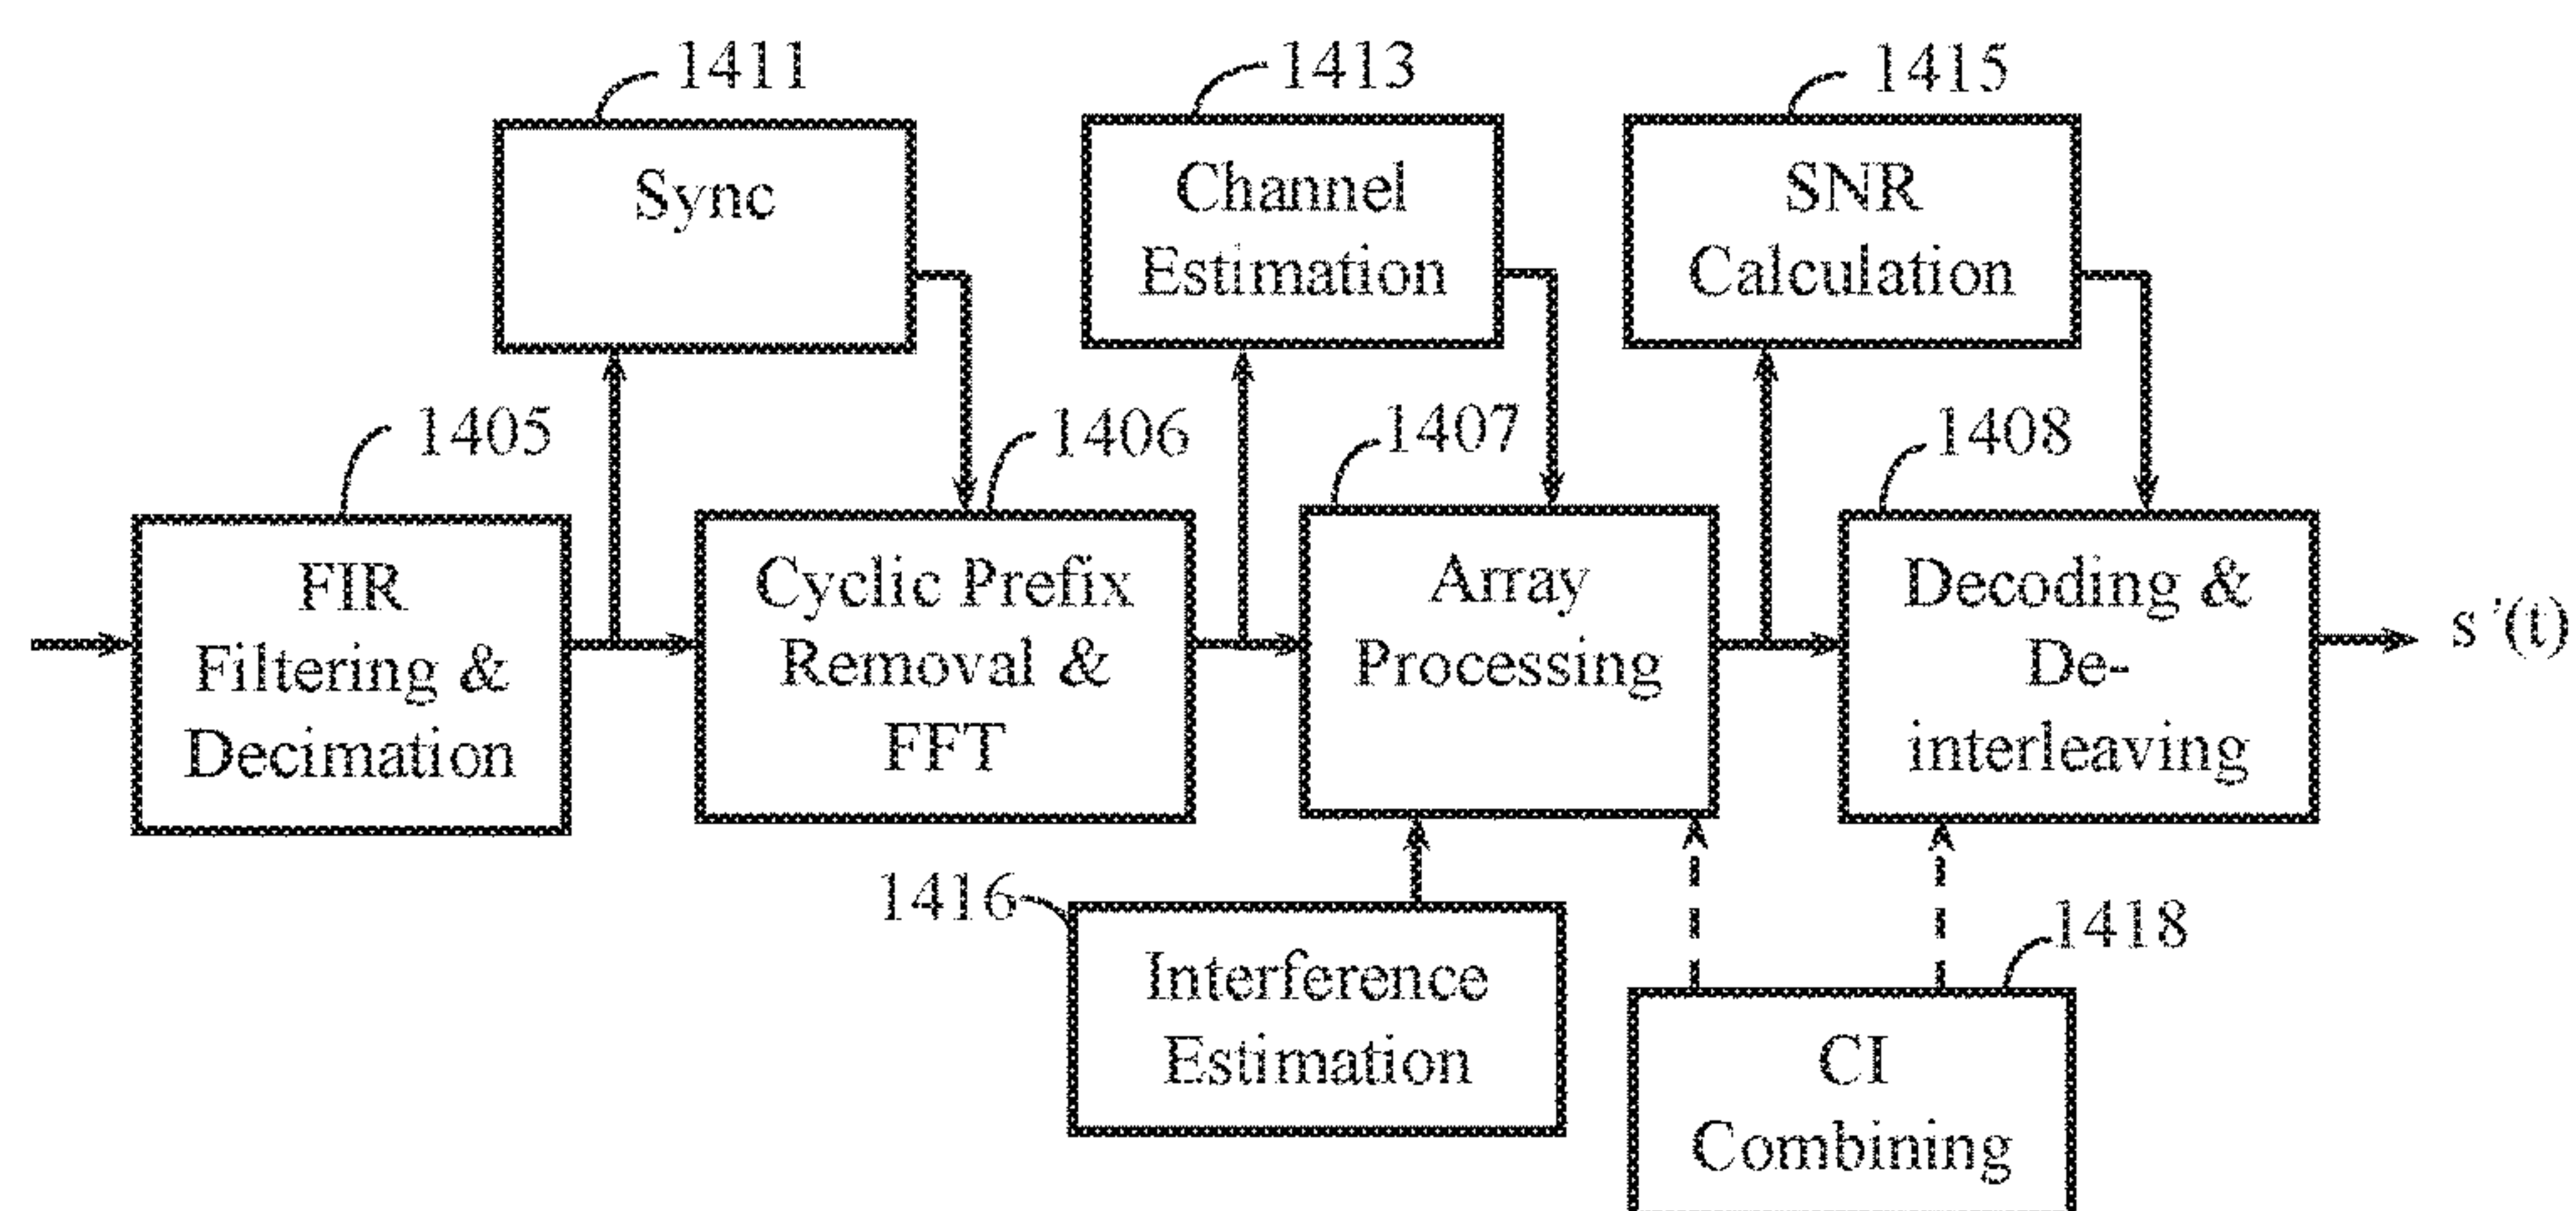 1411
1413
1415
Sync
Channel
Estimation
SNR
Calculation
1405
1406
1407
1408
FIR
Filtering &
Decimation
Cyclic Prefix
Removal &
FFT
Array
Processing
Decoding &
De-
interleaving
s'(t)
1416
1418
Interference
Estimation
CI
Combining